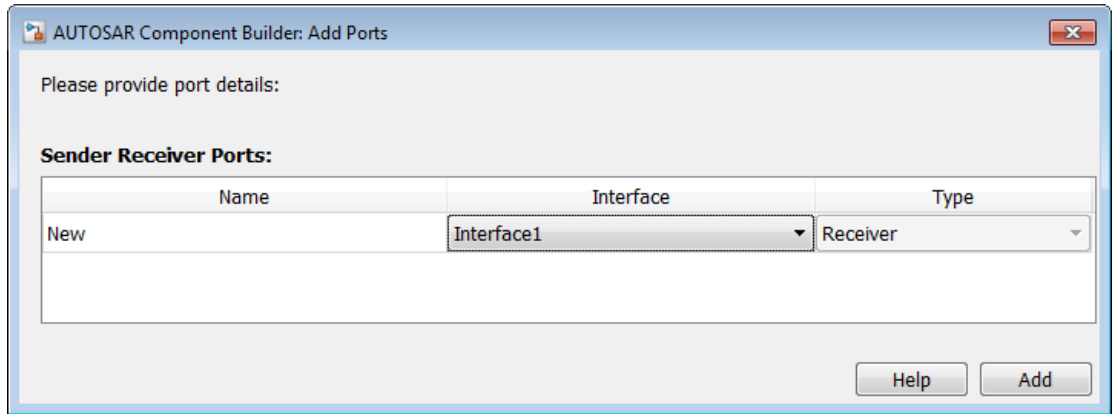 AUTOSAR Component Builder: Add Ports
Please provide port details:
Sender Receiver Ports:
Name Interface Type
New Interface1 Receiver
Help Add